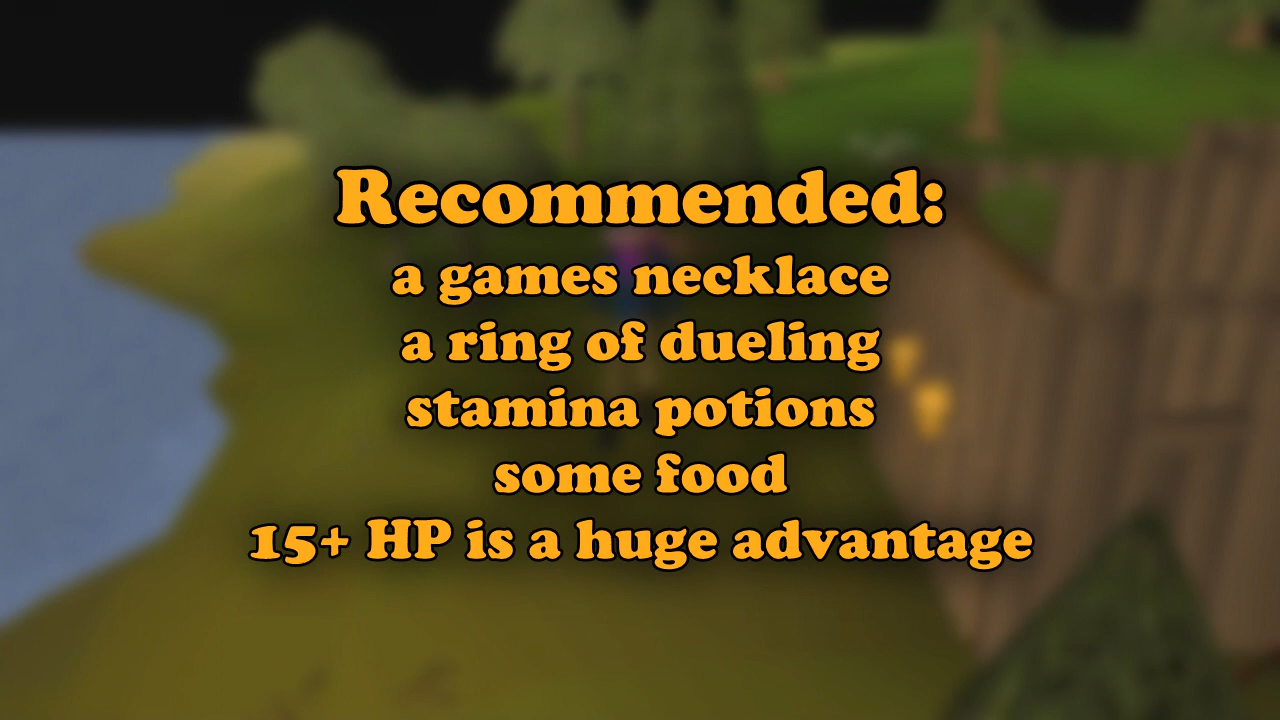 Recommended:
a games necklace
a ring of dueling
stamina potions
some food
15+ HP is a huge advantage